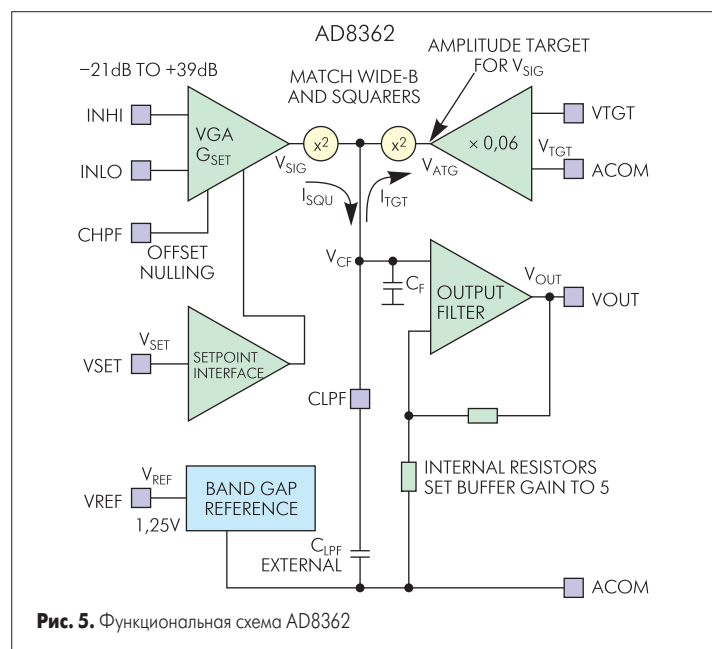 AD8362
−21dB TO +39dB
MATCH WIDE-B
AND SQUARERS
AMPLITUDE TARGET
FOR VSIG
INHI
VGA
GSET
x²
x²
× 0,06
VTGT
VSIG
VATG
VTGT
INLO
ACOM
ISQU
ITGT
CHPF
OFFSET
NULLING
VCF
CF
OUTPUT
FILTER
VOUT
VOUT
VSET
VSET
SETPOINT
INTERFACE
CLPF
INTERNAL RESISTORS
SET BUFFER GAIN TO 5
VREF
VREF
1,25V
BAND GAP
REFERENCE
CLPF
EXTERNAL
ACOM
Рис. 5. Функциональная схема AD8362